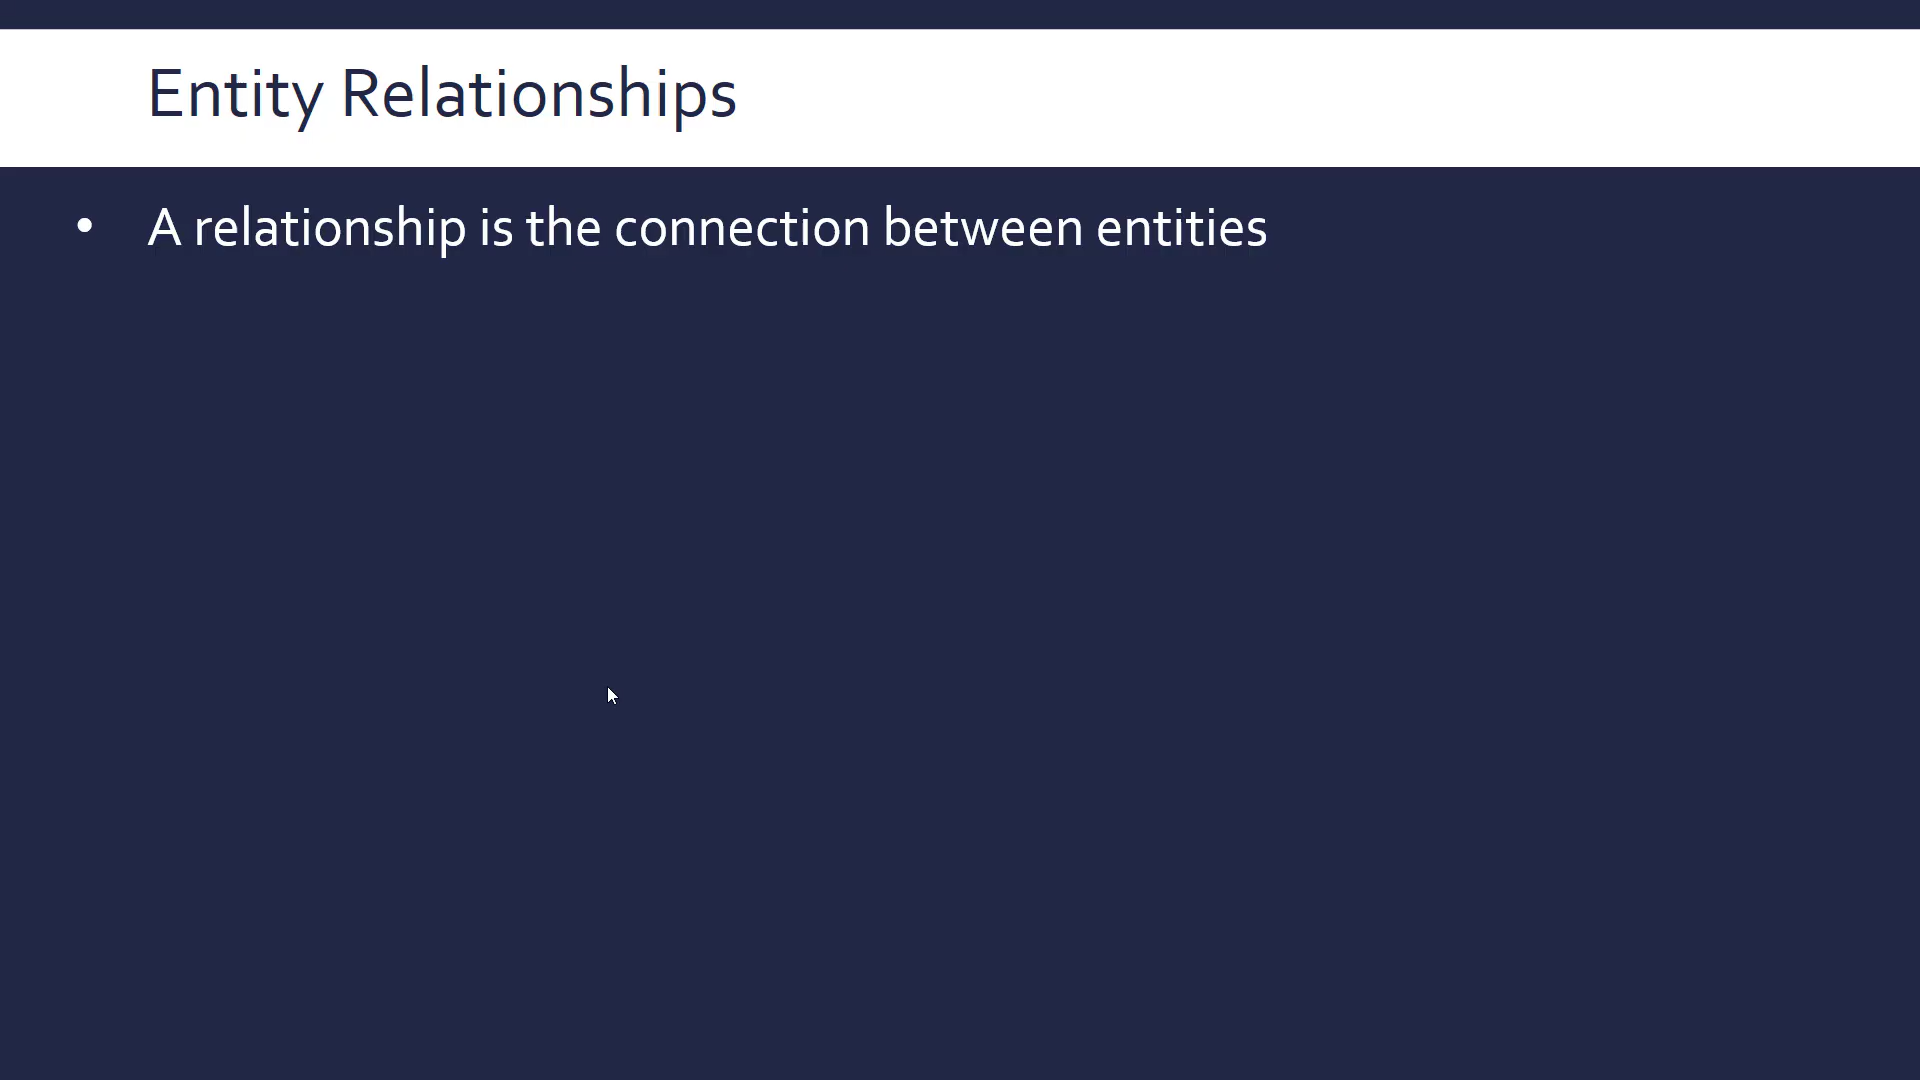 Entity Relationships
• A relationship is the connection between entities